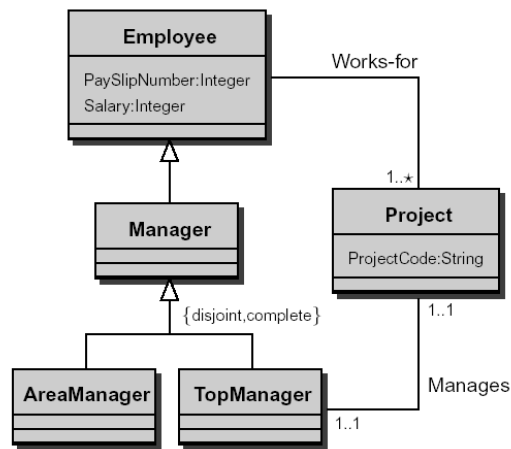 Employee
PaySlipNumber:Integer
Salary:Integer
Works-for
1..⋆
Manager
Project
ProjectCode:String
{disjoint,complete}
1..1
AreaManager
TopManager
Manages
1..1